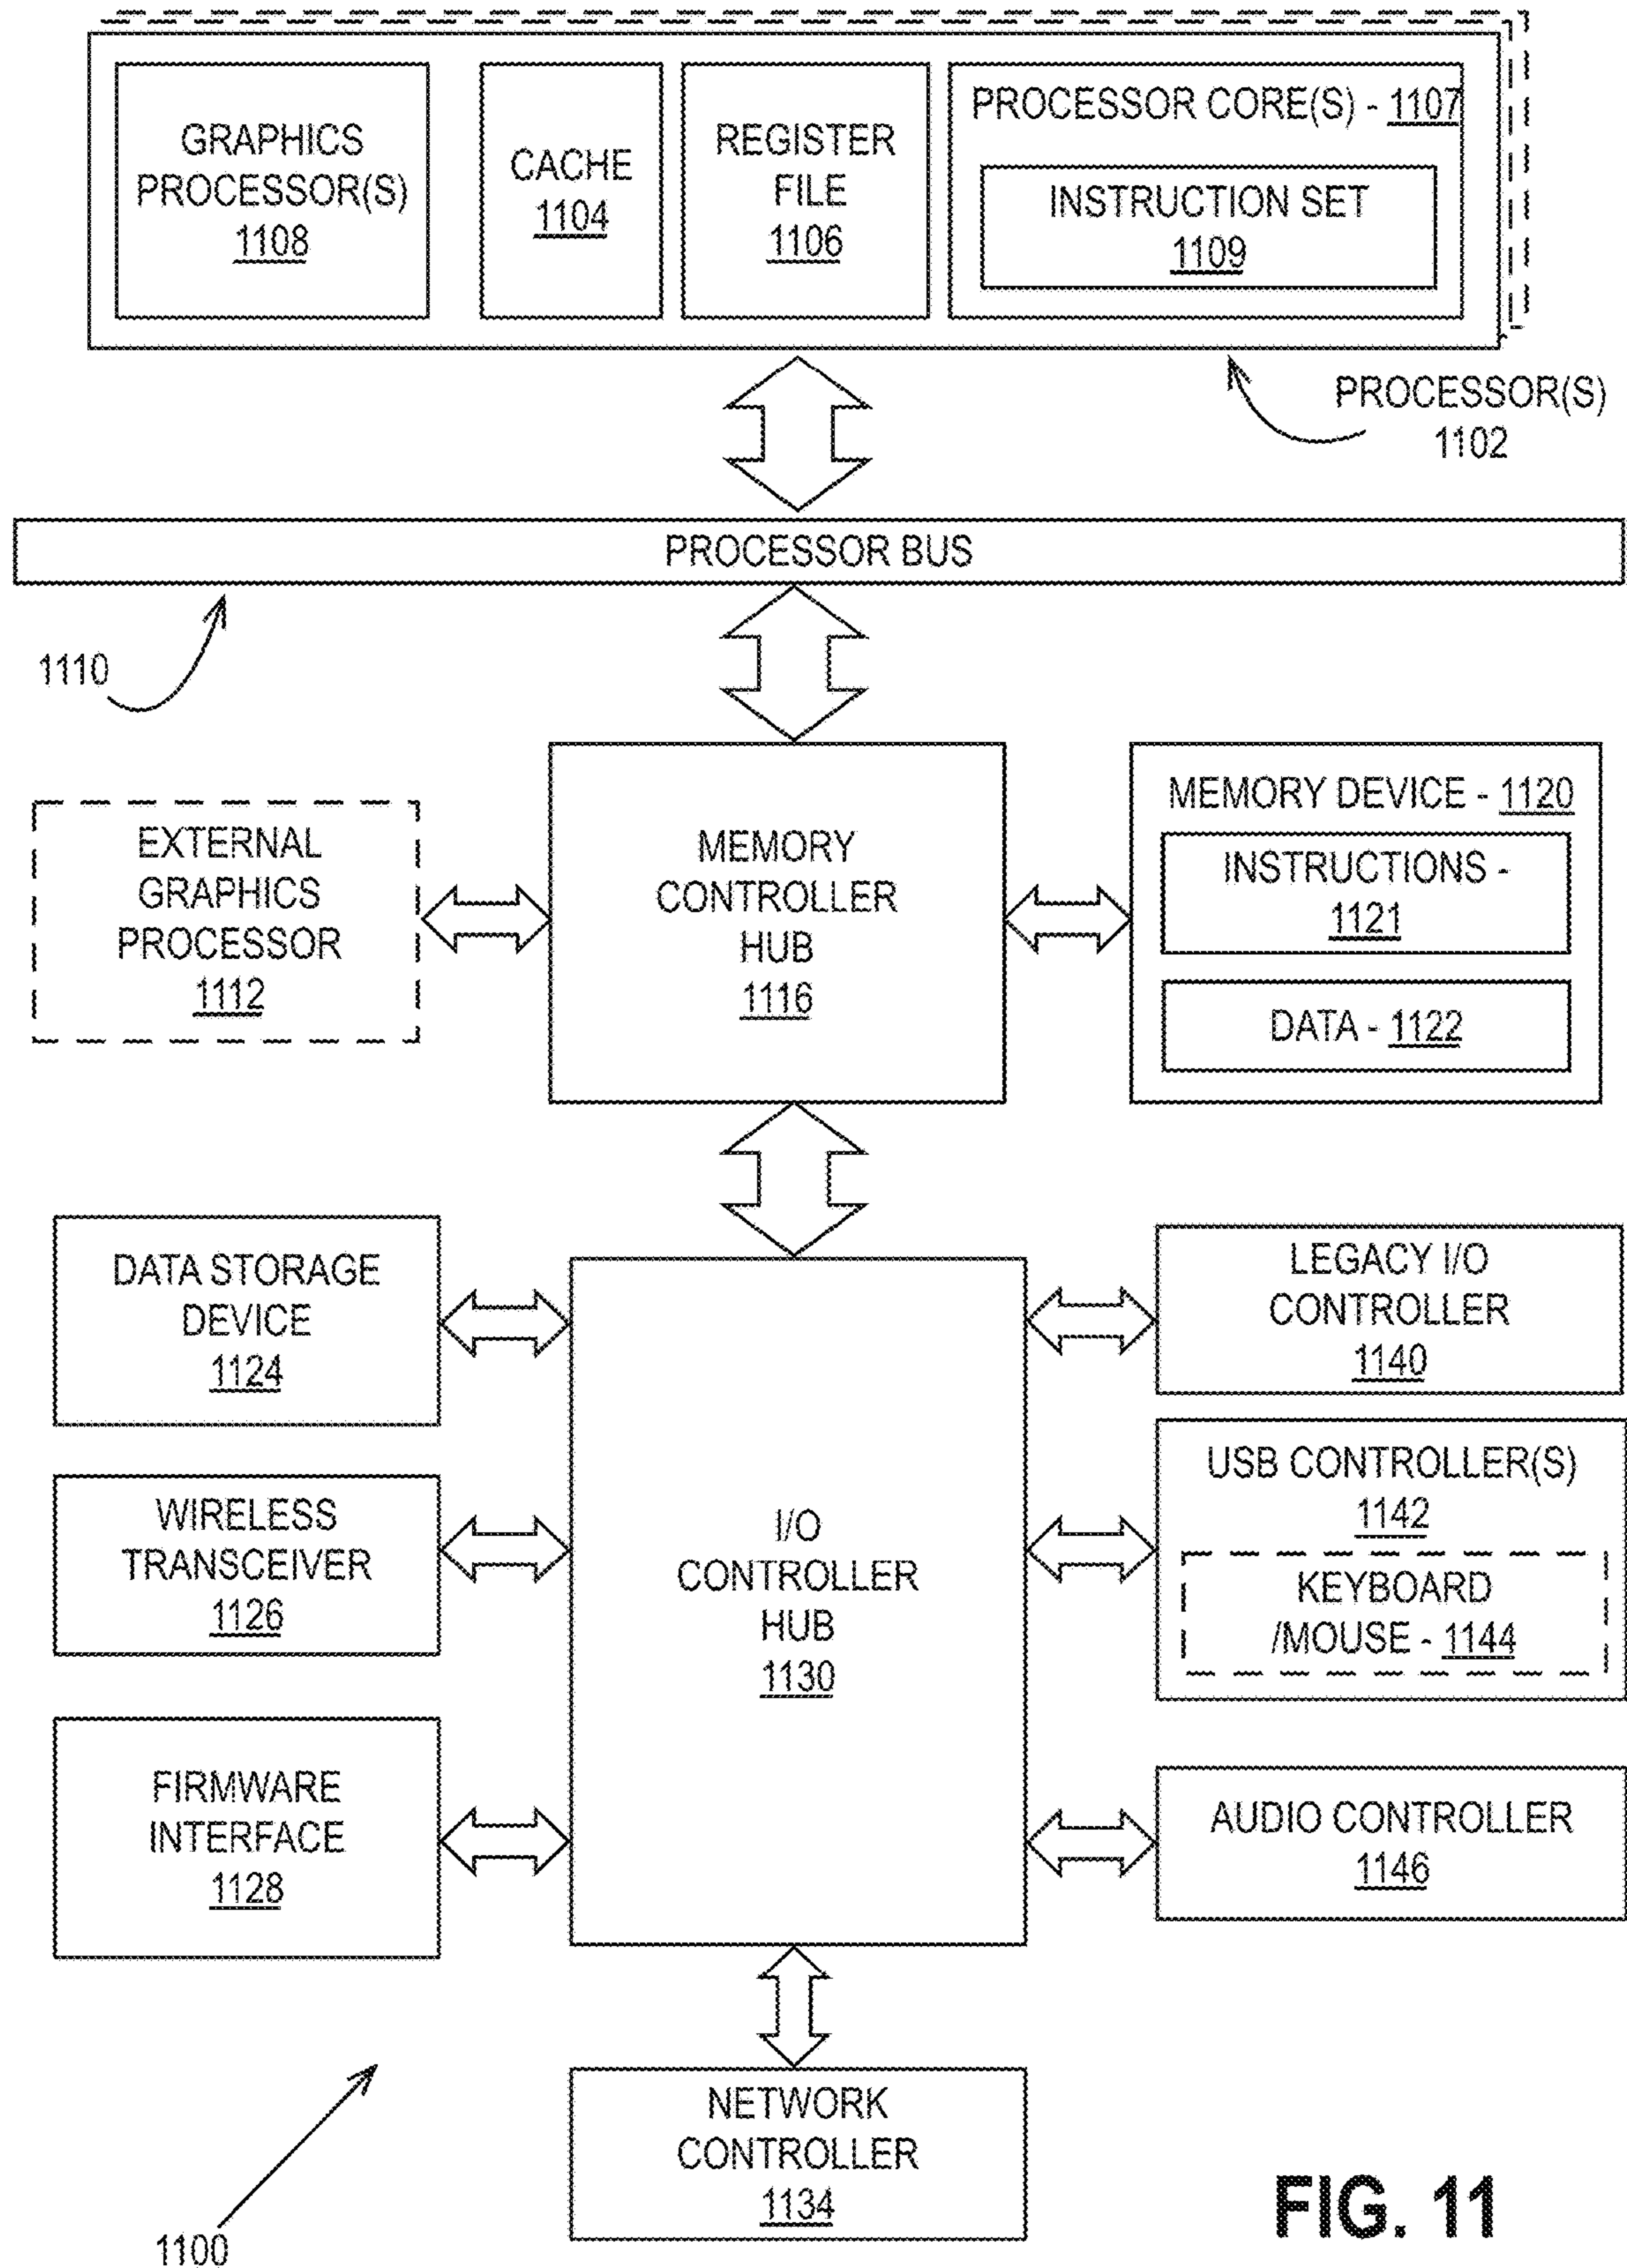 GRAPHICS
PROCESSOR(S)
1108
CACHE
1104
REGISTER
FILE
1106
PROCESSOR CORE(S) - 1107
INSTRUCTION SET
1109
PROCESSOR(S)
1102
PROCESSOR BUS
1110
EXTERNAL
GRAPHICS
PROCESSOR
1112
MEMORY
CONTROLLER
HUB
1116
MEMORY DEVICE - 1120
INSTRUCTIONS -
1121
DATA - 1122
DATA STORAGE
DEVICE
1124
WIRELESS
TRANSCEIVER
1126
FIRMWARE
INTERFACE
1128
I/O
CONTROLLER
HUB
1130
LEGACY I/O
CONTROLLER
1140
USB CONTROLLER(S)
1142
KEYBOARD
/MOUSE - 1144
AUDIO CONTROLLER
1146
NETWORK
CONTROLLER
1134
1100
FIG. 11